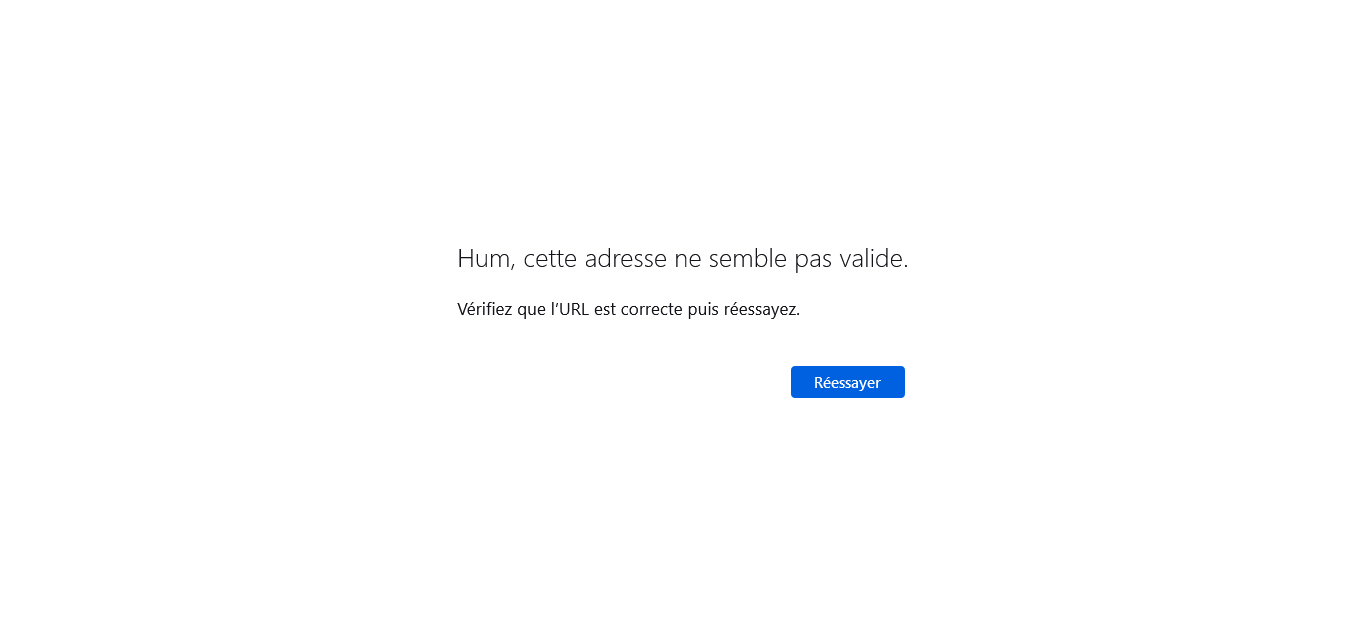 Hum, cette adresse ne semble pas valide.
Vérifiez que l’URL est correcte puis réessayez.
Réessayer